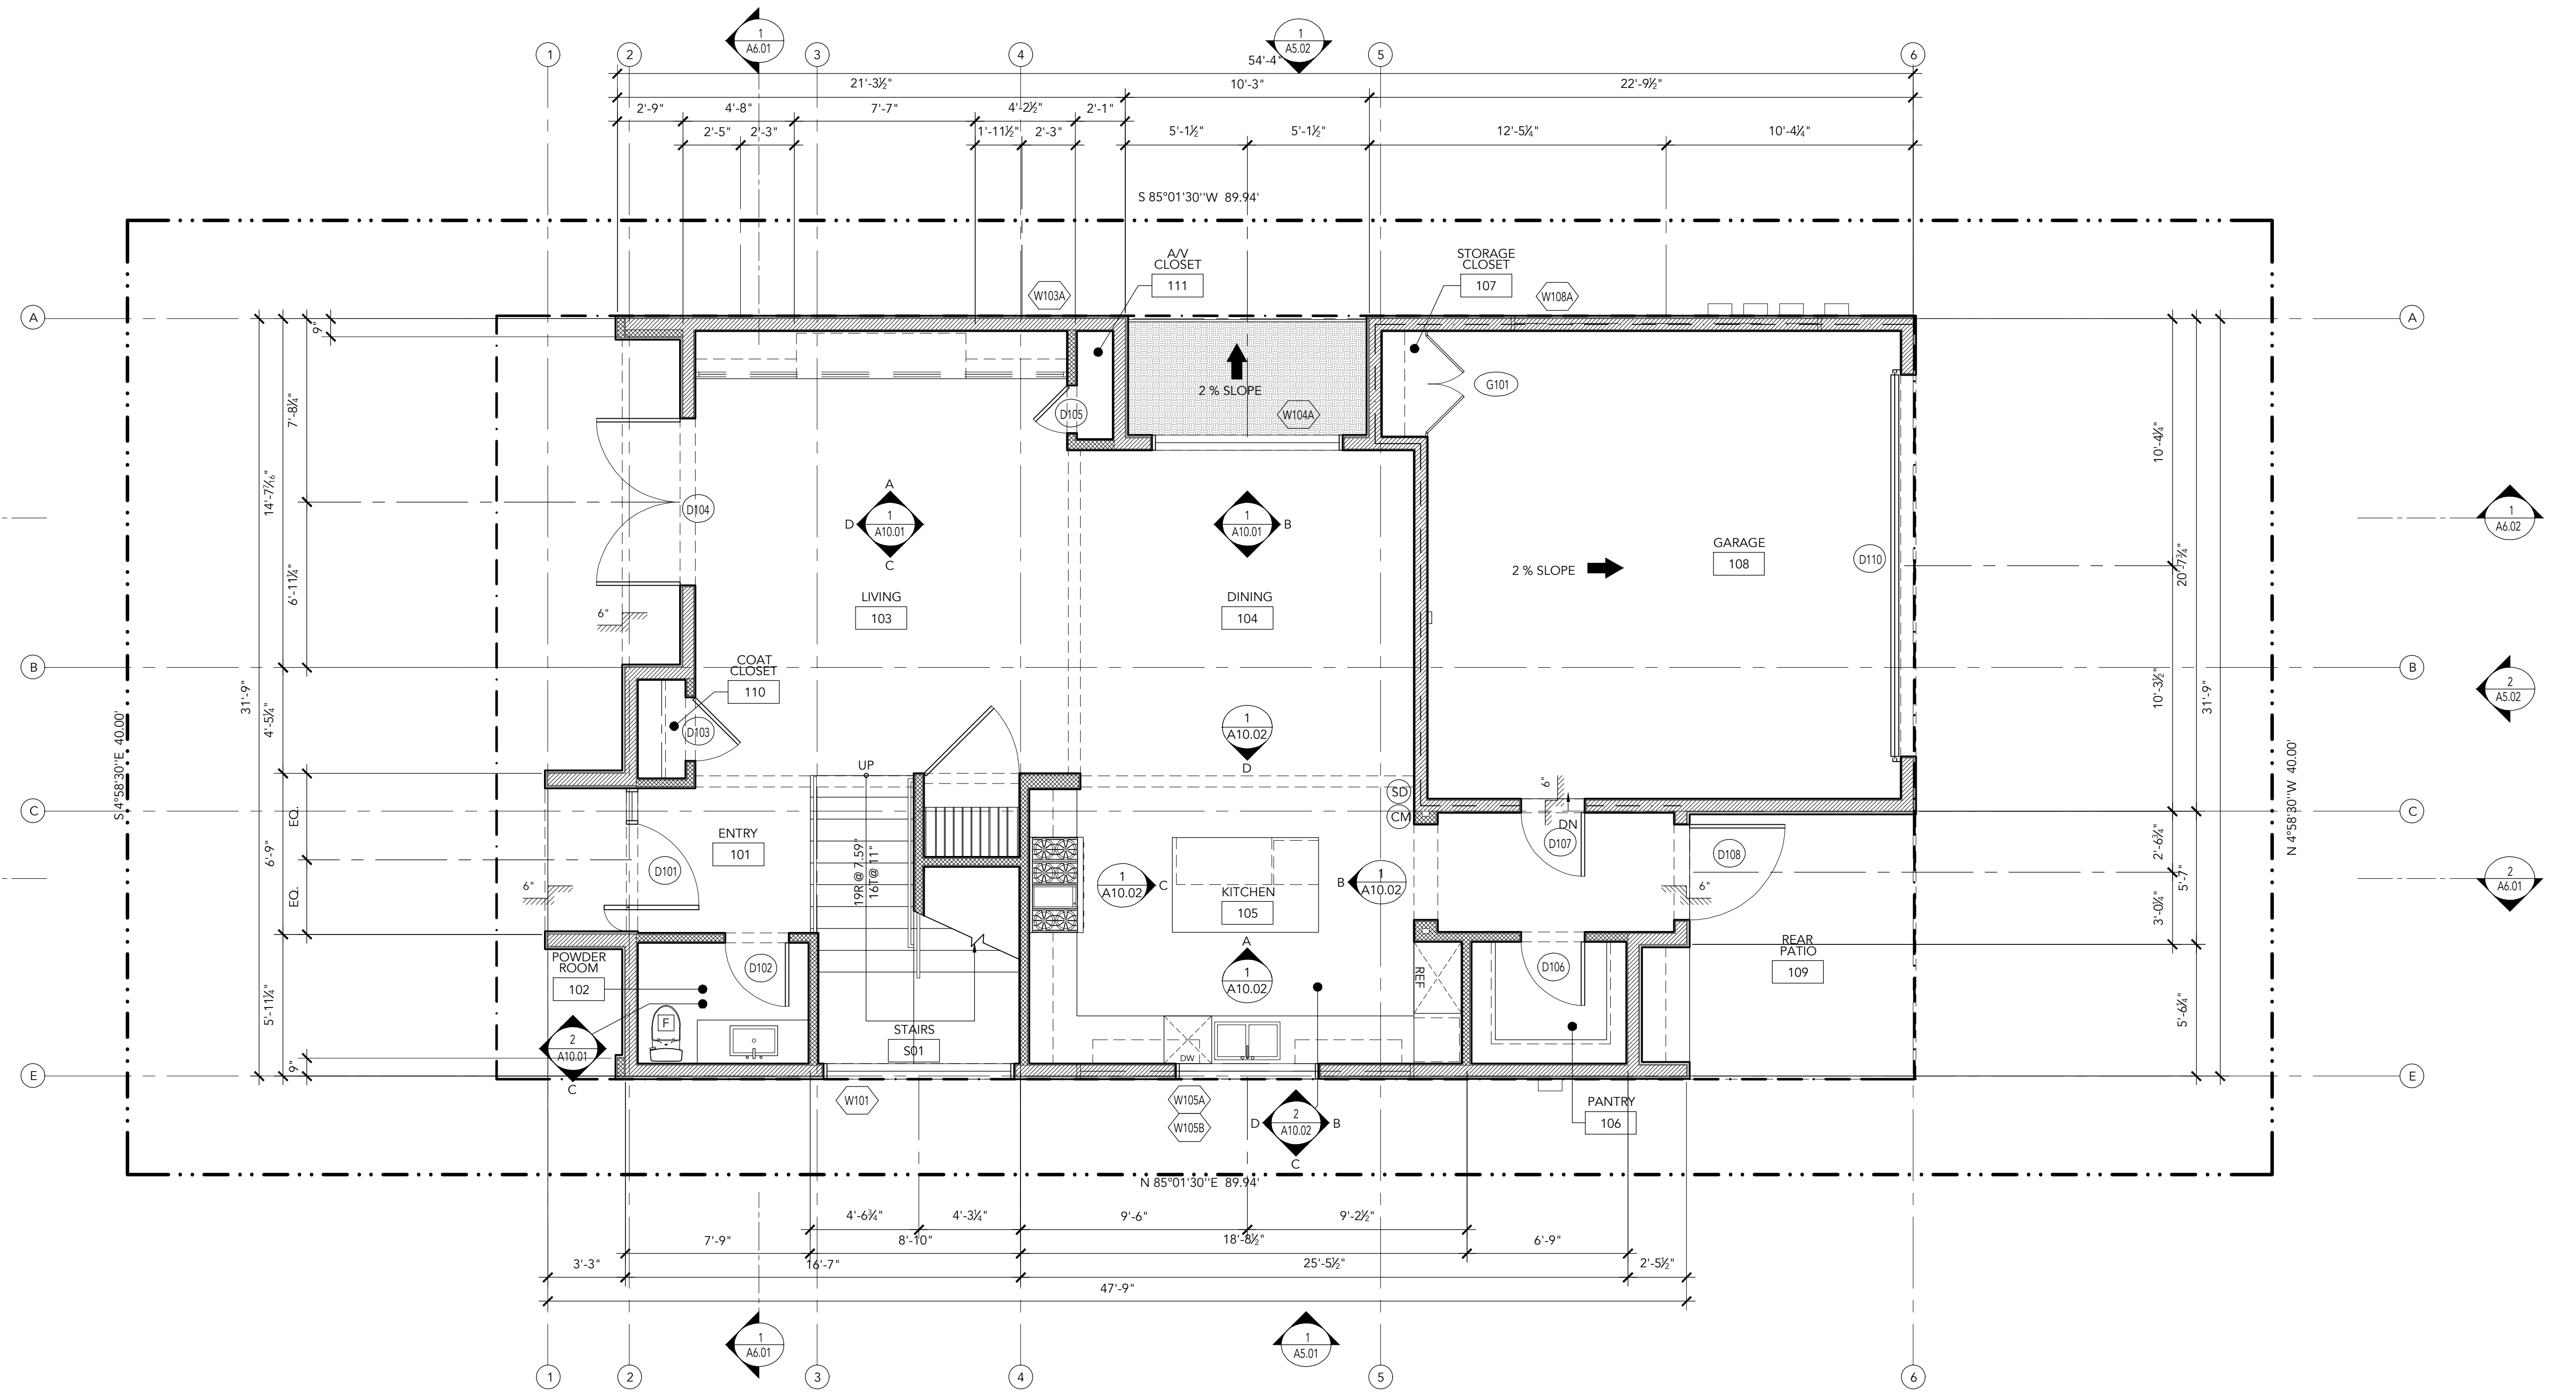 1
2
3
4
5
6
1
A6.01
1
A5.02
54'-4"
21'-3½"
10'-3"
22'-9½"
2'-9"
4'-8"
7'-7"
4'-2½"
2'-1"
2'-5"
2'-3"
1'-11½"
2'-3"
5'-1½"
5'-1½"
12'-5¼"
10'-4¼"
S 85°01'30''W 89.94'
A/V
CLOSET
111
STORAGE
CLOSET
107
W103A
W108A
A
A
9"
7'-8¼"
2 % SLOPE
W104A
G101
D105
10'-4¼"
14'-7⁷⁄₁₆"
D104
A
D
1
A10.01
C
1
A10.01
B
1
A6.02
GARAGE
108
D110
2 % SLOPE
20'-7¾"
6'-11¼"
6"
LIVING
103
DINING
104
B
B
COAT
CLOSET
110
31'-9"
4'-5¼"
D103
1
A10.02
D
10'-3½"
31'-9"
2
A5.02
S 4°58'30''E 40.00'
N 4°58'30''W 40.00'
UP
6"
SD
CM
DN
C
C
EQ.
6'-9"
EQ.
ENTRY
101
D101
19R @ 7.59"
16T @ 11"
D107
D108
2'-6¾"
5'-7"
3'-0¼"
6"
6"
1
A10.02
C
KITCHEN
105
B
1
A10.02
2
A6.01
POWDER
ROOM
102
D102
A
1
A10.02
REF
D106
REAR
PATIO
109
5'-11¼"
5'-6¼"
F
STAIRS
S01
DW
2
A10.01
C
9"
E
E
W101
W105A
W105B
D
2
A10.02
B
C
PANTRY
106
N 85°01'30''E 89.94'
4'-6¾"
4'-3¼"
9'-6"
9'-2½"
7'-9"
8'-10"
18'-8½"
6'-9"
3'-3"
16'-7"
25'-5½"
2'-5½"
47'-9"
1
A6.01
1
A5.01
1
2
3
4
5
6